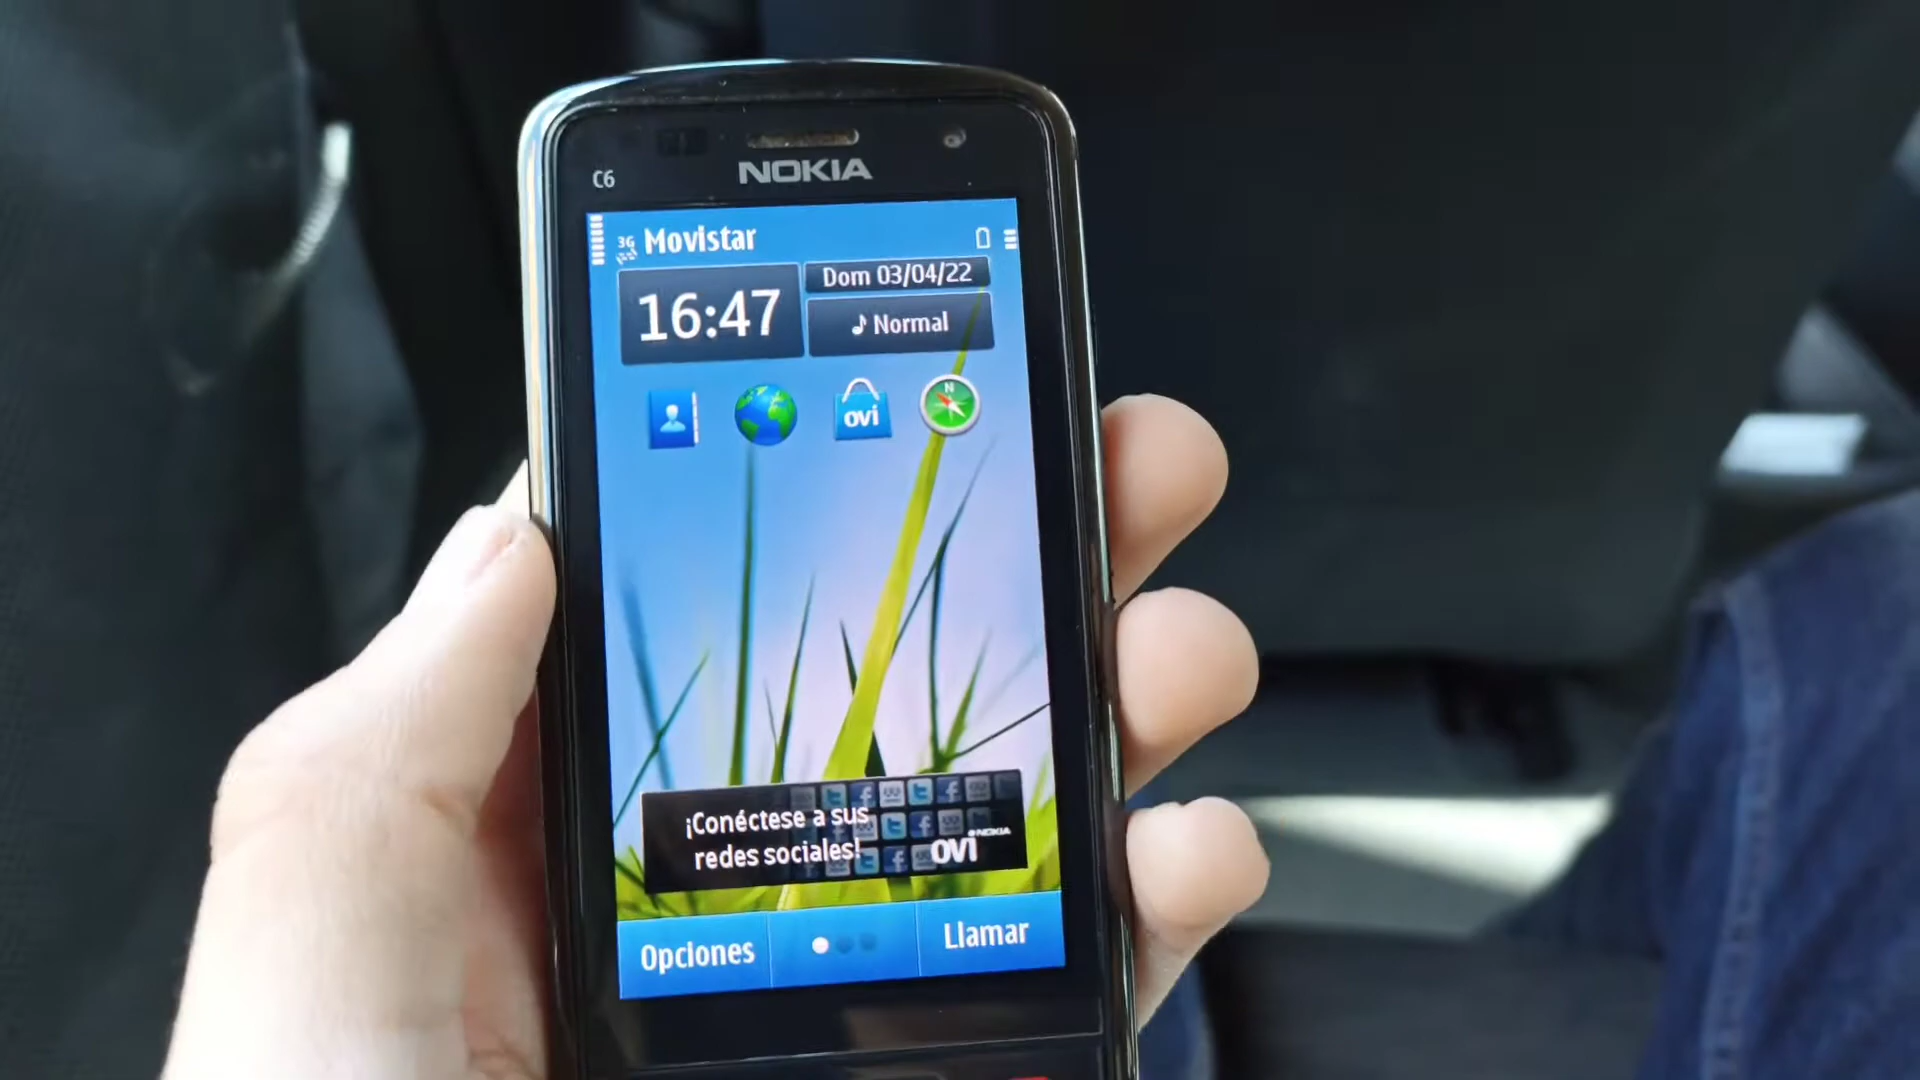 C6
NOKIA
3G Movistar
16:47
Dom 03/04/22
Normal
N
ovi
¡Conéctese a sus
redes sociales!
NOKIA
ovi
Opciones
Llamar